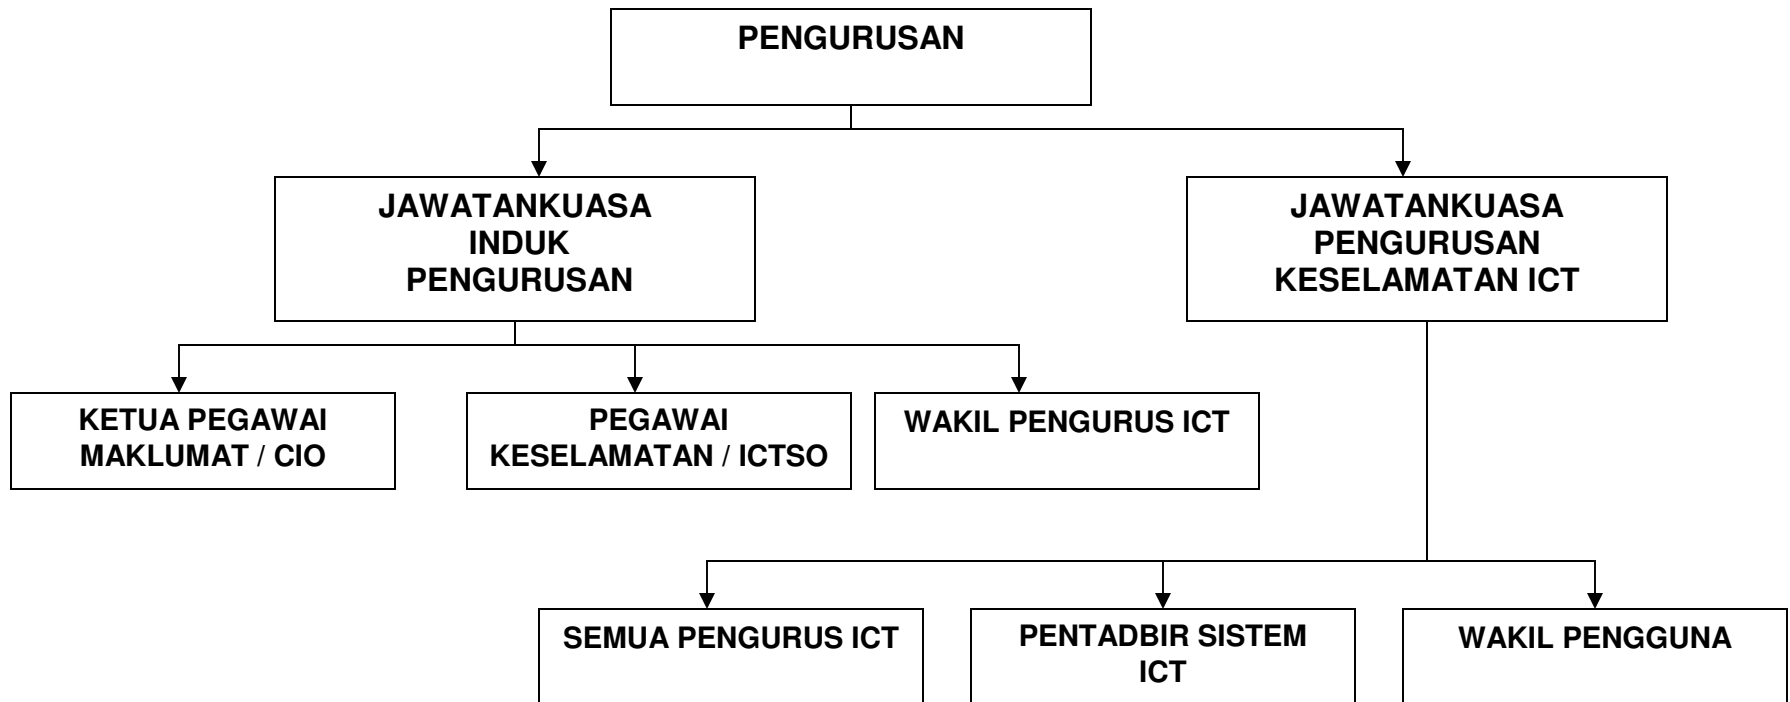 PENGURUSAN
JAWATANKUASA
INDUK
PENGURUSAN
JAWATANKUASA
PENGURUSAN
KESELAMATAN ICT
KETUA PEGAWAI
MAKLUMAT / CIO
PEGAWAI
KESELAMATAN / ICTSO
WAKIL PENGURUS ICT
SEMUA PENGURUS ICT
PENTADBIR SISTEM
ICT
WAKIL PENGGUNA